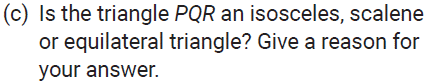 (c) Is the triangle PQR an isosceles, scalene
or equilateral triangle? Give a reason for
your answer.